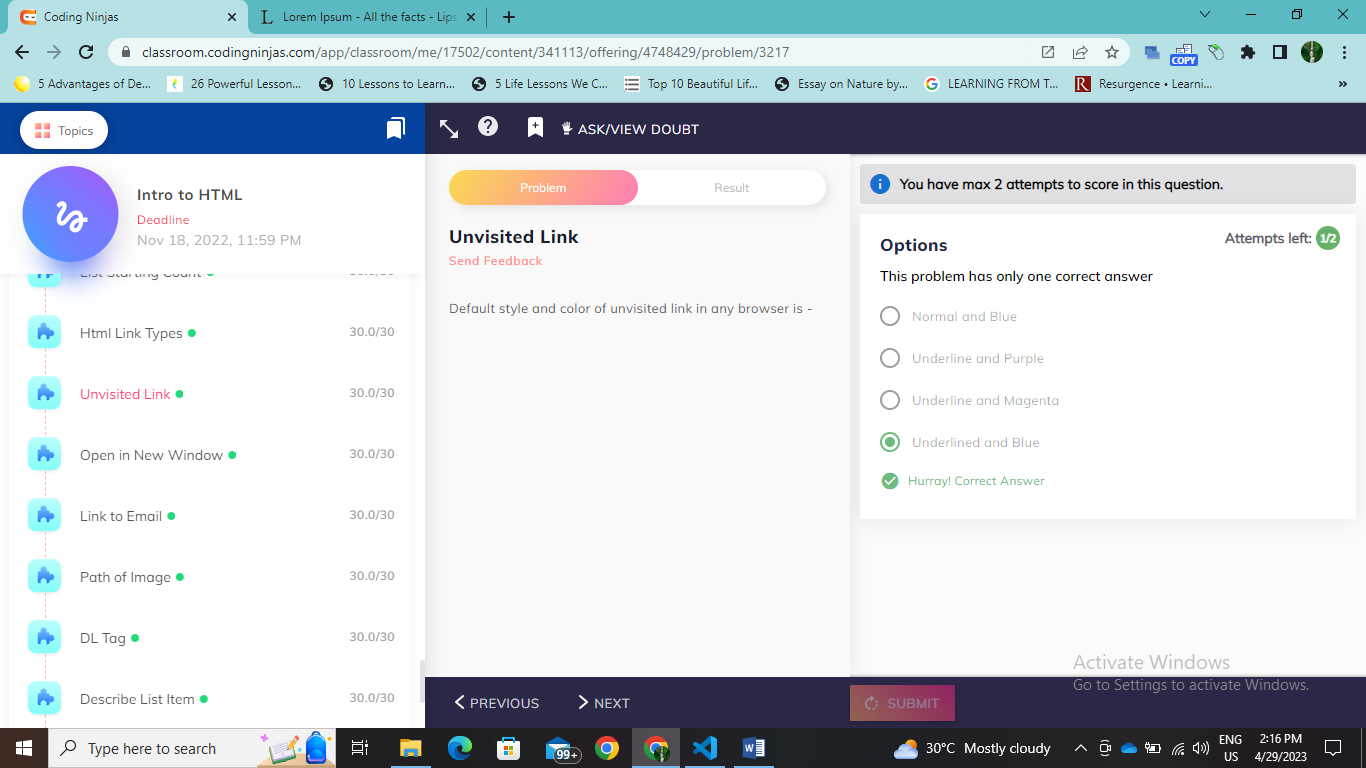 Coding Ninjas
Lorem Ipsum - All the facts - Lips
classroom.codingninjas.com/app/classroom/me/17502/content/341113/offering/4748429/problem/3217
COPY
5 Advantages of De...
26 Powerful Lesson...
10 Lessons to Learn...
5 Life Lessons We C...
Top 10 Beautiful Lif...
Essay on Nature by...
LEARNING FROM T...
Resurgence • Learni...
Topics
ASK/VIEW DOUBT
Intro to HTML
Deadline
Nov 18, 2022, 11:59 PM
List Starting Count
Html Link Types 30.0/30
Unvisited Link 30.0/30
Open in New Window 30.0/30
Link to Email 30.0/30
Path of Image 30.0/30
DL Tag 30.0/30
Describe List Item 30.0/30
Problem
Result
Unvisited Link
Send Feedback
Default style and color of unvisited link in any browser is -
You have max 2 attempts to score in this question.
Options
Attempts left: 1/2
This problem has only one correct answer
Normal and Blue
Underline and Purple
Underline and Magenta
Underlined and Blue
Hurray! Correct Answer
Activate Windows
Go to Settings to activate Windows.
PREVIOUS
NEXT
SUBMIT
Type here to search
99+
30°C Mostly cloudy
ENG
US
2:16 PM
4/29/2023